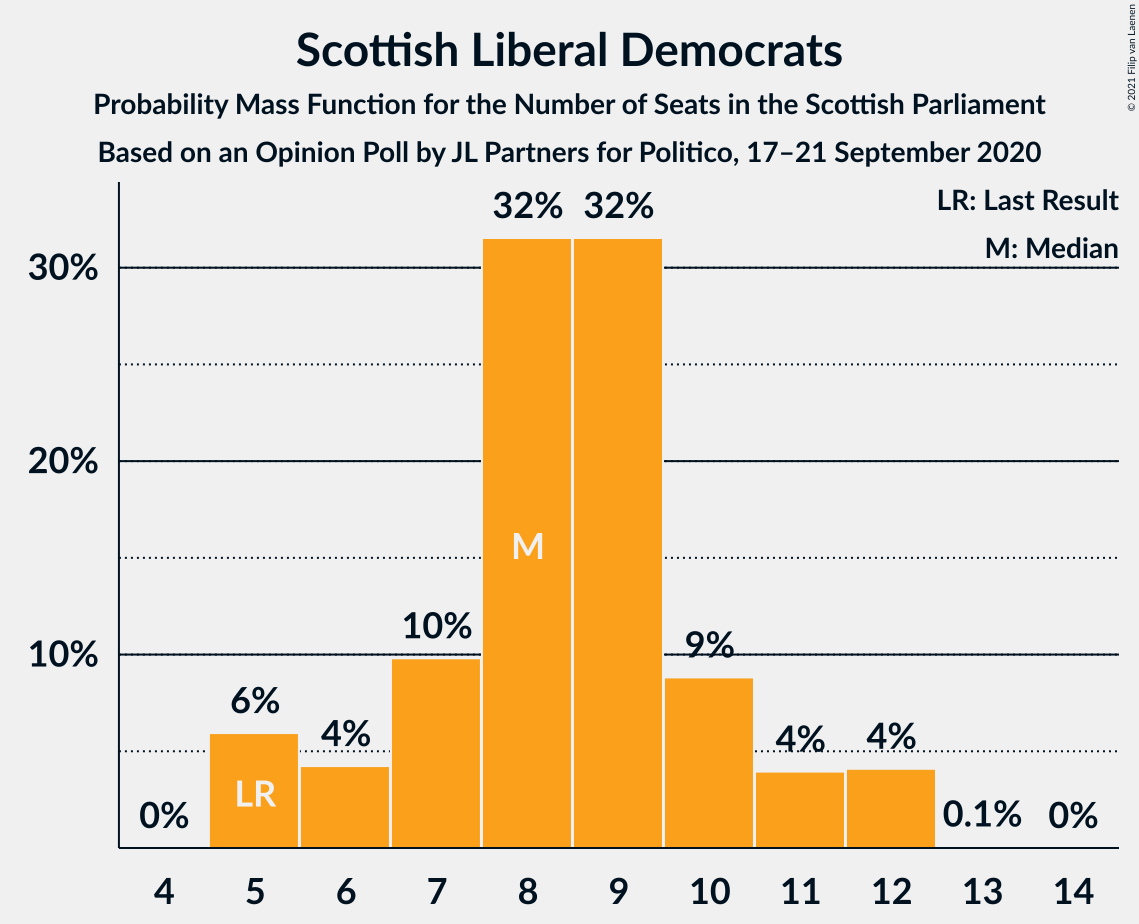 Scottish Liberal Democrats
Probability Mass Function for the Number of Seats in the Scottish Parliament
Based on an Opinion Poll by JL Partners for Politico, 17–21 September 2020
© 2021 Filip van Laenen
LR: Last Result
M: Median
30%
20%
10%
0%
6%
4%
10%
32%
32%
9%
4%
4%
0.1%
0%
LR
M
4 5 6 7 8 9 10 11 12 13 14